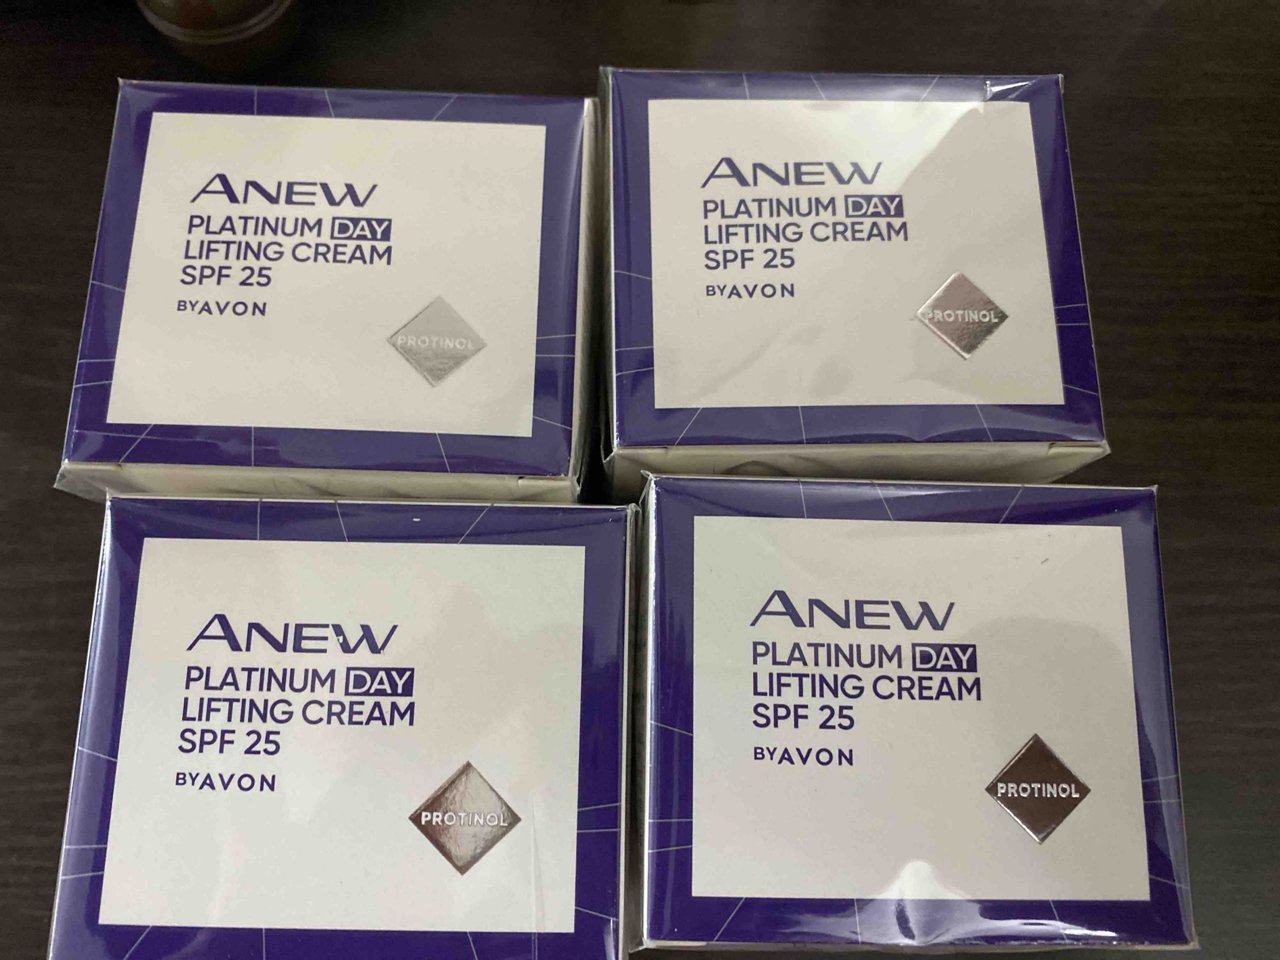 ANEW
PLATINUM DAY
LIFTING CREAM
SPF 25
BY AVON
PROTINOL
ANEW
PLATINUM DAY
LIFTING CREAM
SPF 25
BY AVON
PROTINOL
ANEW
PLATINUM DAY
LIFTING CREAM
SPF 25
BY AVON
PROTINOL
ANEW
PLATINUM DAY
LIFTING CREAM
SPF 25
BY AVON
PROTINOL